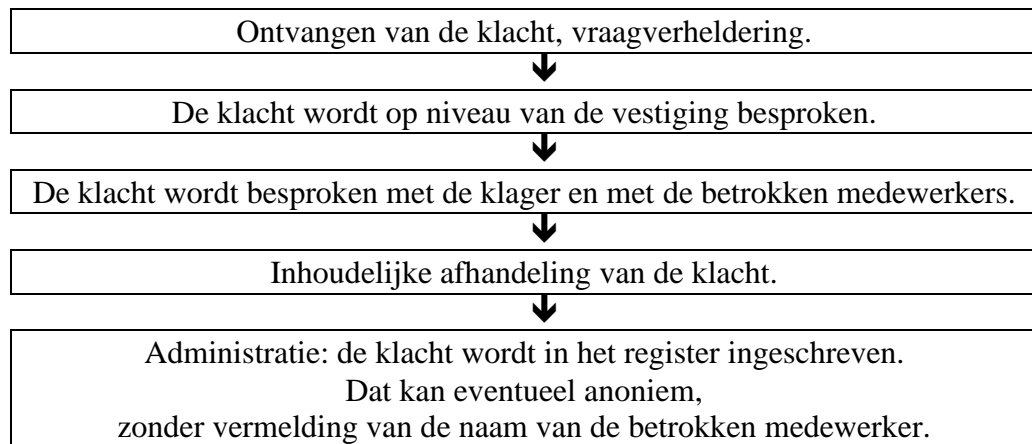 Ontvangen van de klacht, vraagverheldering.
De klacht wordt op niveau van de vestiging besproken.
De klacht wordt besproken met de klager en met de betrokken medewerkers.
Inhoudelijke afhandeling van de klacht.
Administratie: de klacht wordt in het register ingeschreven.
Dat kan eventueel anoniem,
zonder vermelding van de naam van de betrokken medewerker.